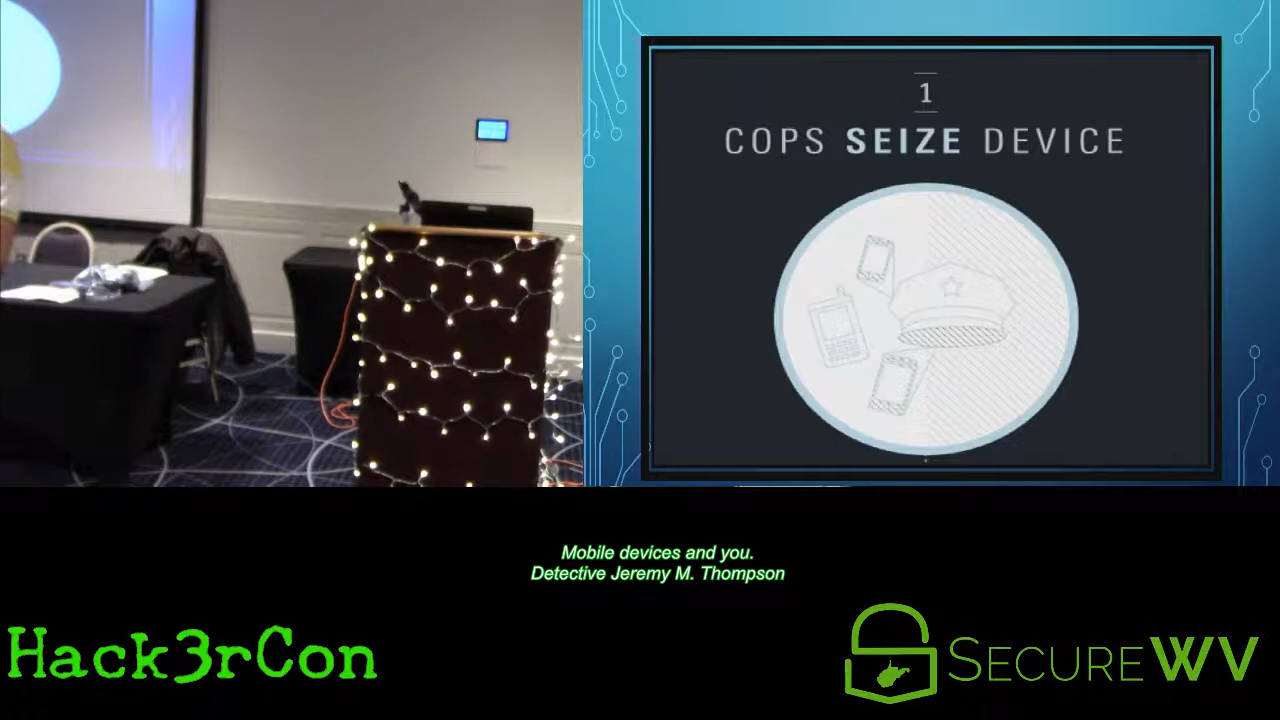 1
COPS SEIZE DEVICE
Mobile devices and you.
Detective Jeremy M. Thompson
Hack3rCon
SECUREWV